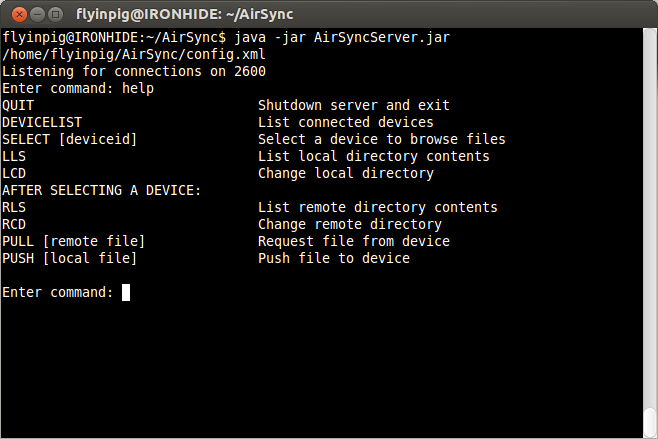 flyinpig@IRONHIDE: ~/AirSync
flyinpig@IRONHIDE:~/AirSync$ java -jar AirSyncServer.jar
/home/flyinpig/AirSync/config.xml
Listening for connections on 2600
Enter command: help
QUIT                            Shutdown server and exit
DEVICELIST                      List connected devices
SELECT [deviceid]               Select a device to browse files
LLS                             List local directory contents
LCD                             Change local directory
AFTER SELECTING A DEVICE:
RLS                             List remote directory contents
RCD                             Change remote directory
PULL [remote file]              Request file from device
PUSH [local file]               Push file to device
Enter command: